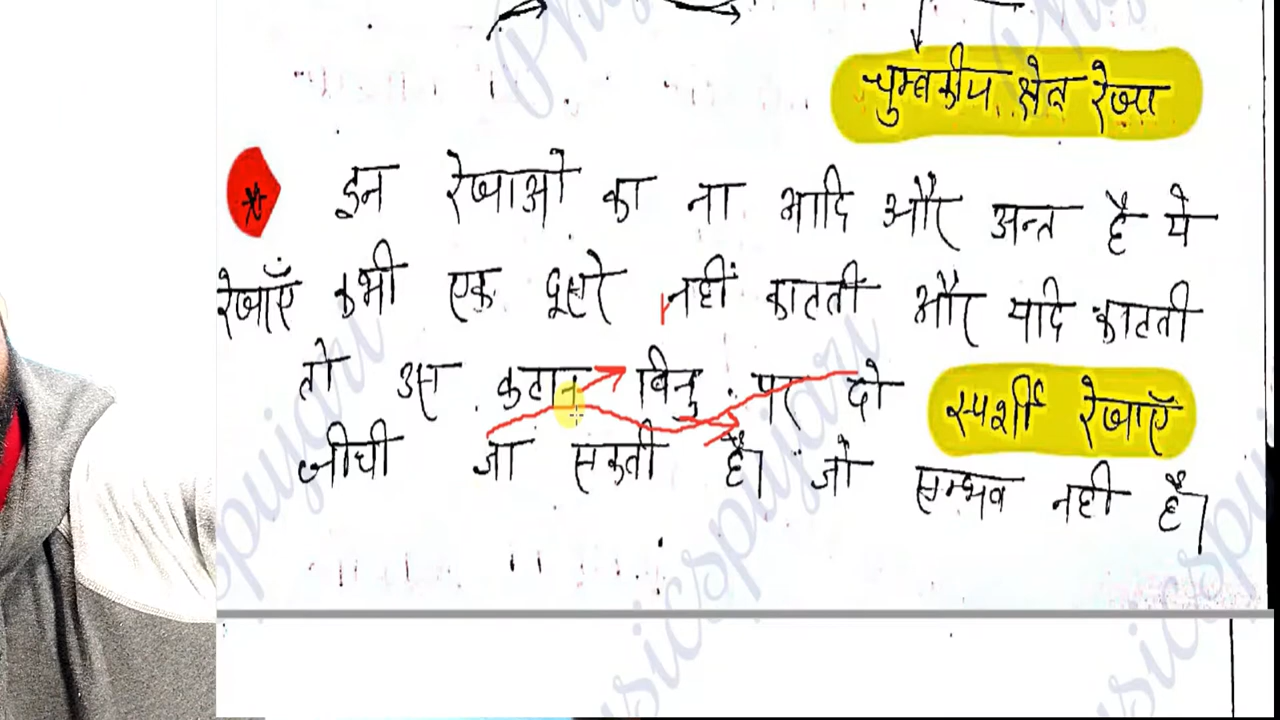 चुम्बकीय क्षेत्र रेखा
* इन रेखाओं का ना आदि और अन्त है ये
रेखाएँ कभी एक दूसरे नहीं काटती और यदि काटती
तो उस कटान बिन्दु पर दो स्पर्शी रेखाएँ
खींची जा सकती है। जो सम्भव नही है।